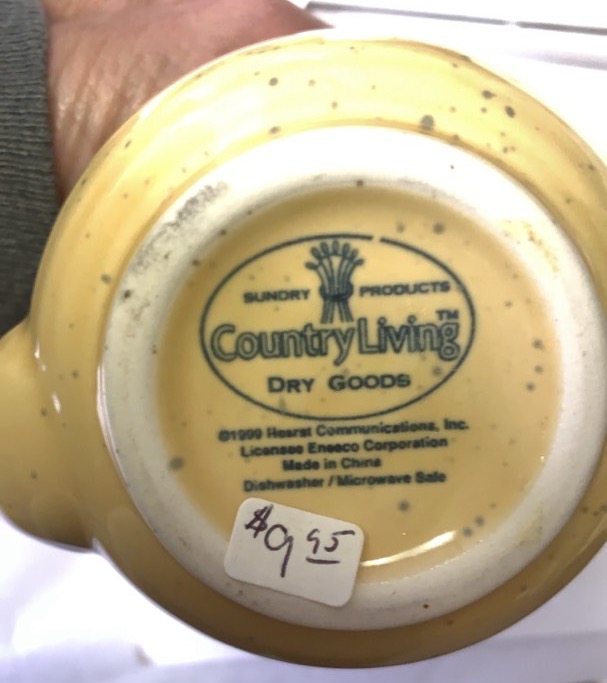 SUNDRY PRODUCTS
Country Living™
DRY GOODS
©1999 Hearst Communications, Inc.
Licensee Enesco Corporation
Made in China
Dishwasher / Microwave Safe
$9.95